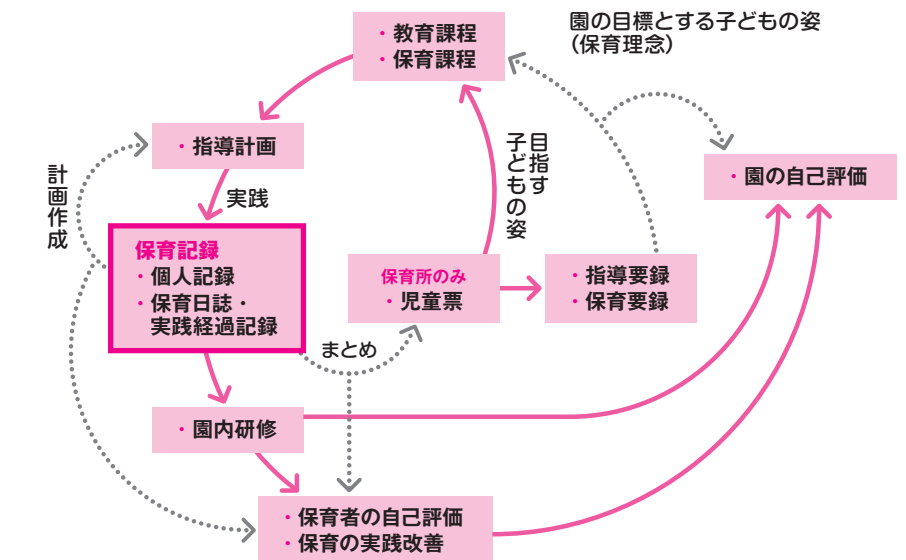 ・教育課程
・保育課程
園の目標とする子どもの姿
（保育理念）
・指導計画
実践
計画作成
保育記録
・個人記録
・保育日誌・
実践経過記録
目指す
子どもの姿
・園の自己評価
保育所のみ
・児童票
・指導要録
・保育要録
まとめ
・園内研修
・保育者の自己評価
・保育の実践改善